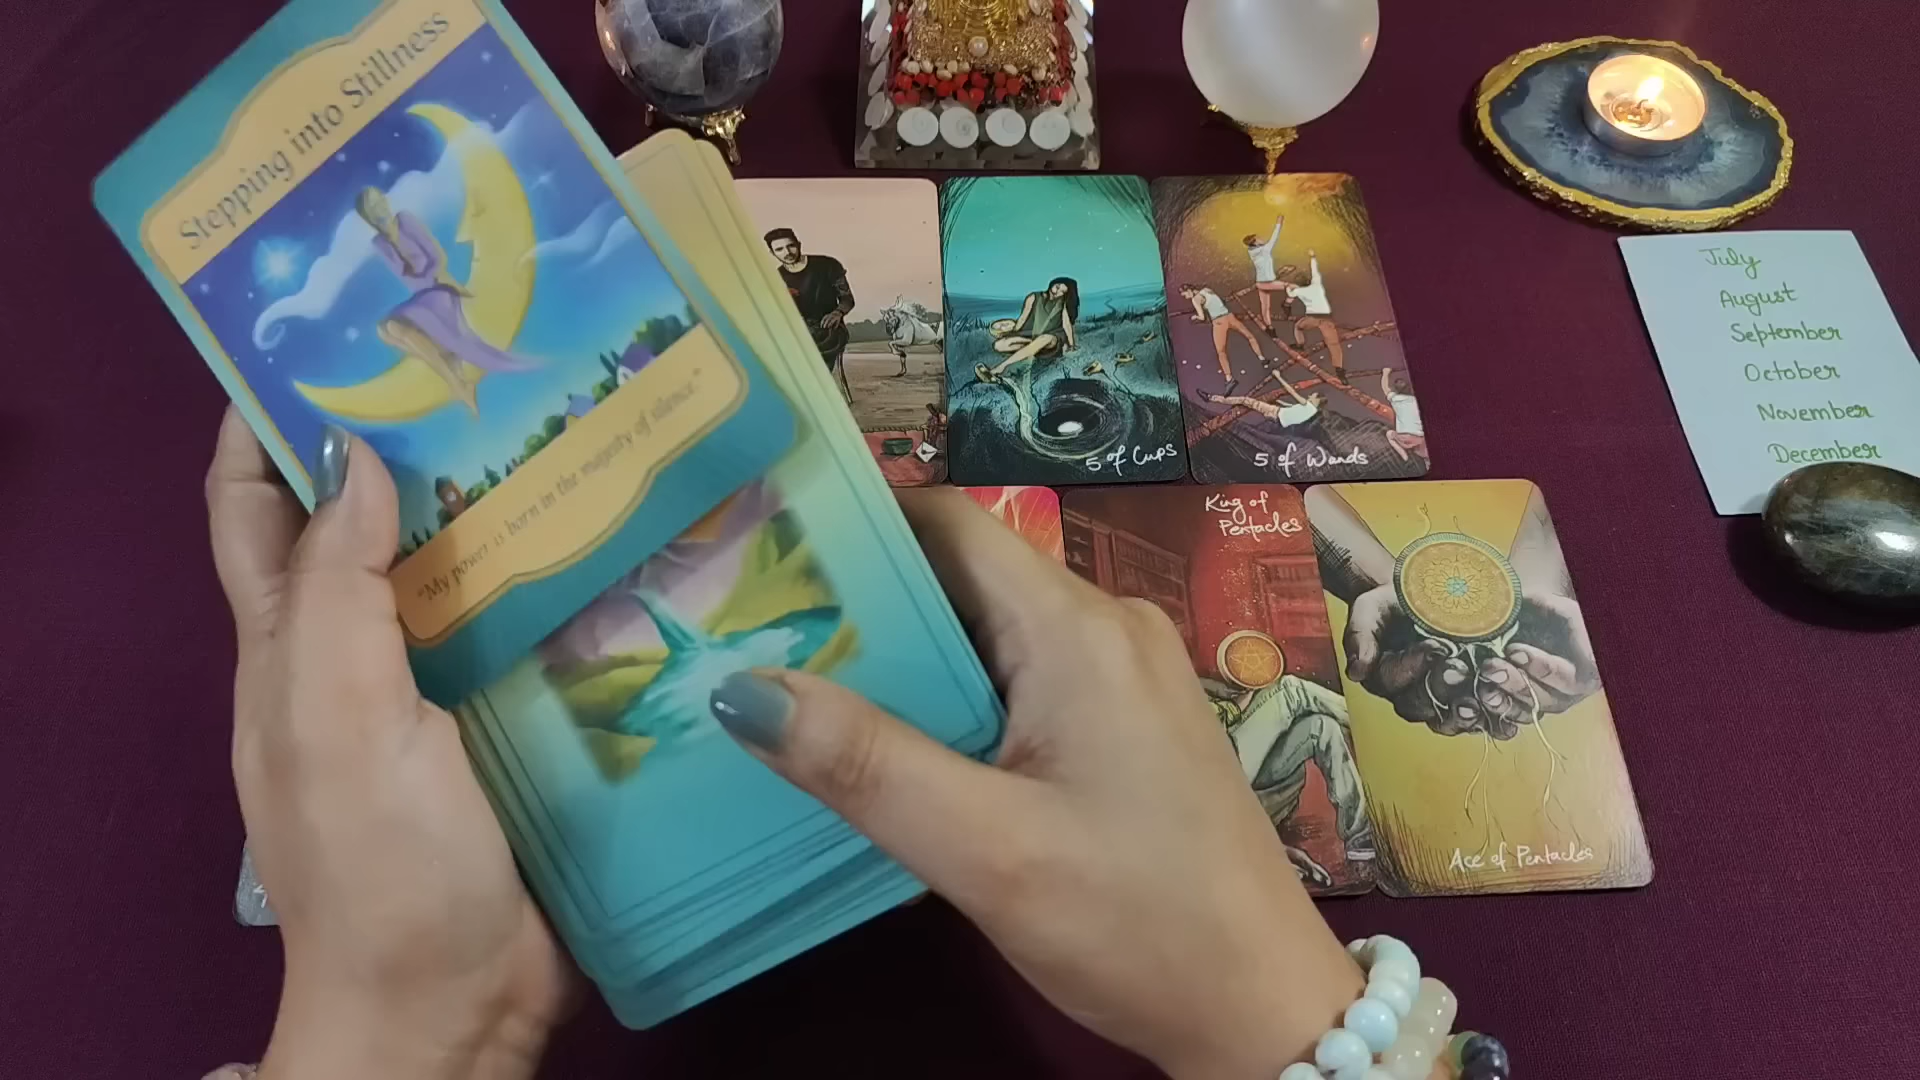 Stepping into Stillness
"My power is born in the majesty of silence."
5 of Cups
5 of Wands
King of
Pentacles
Ace of Pentacles
July
August
September
October
November
December